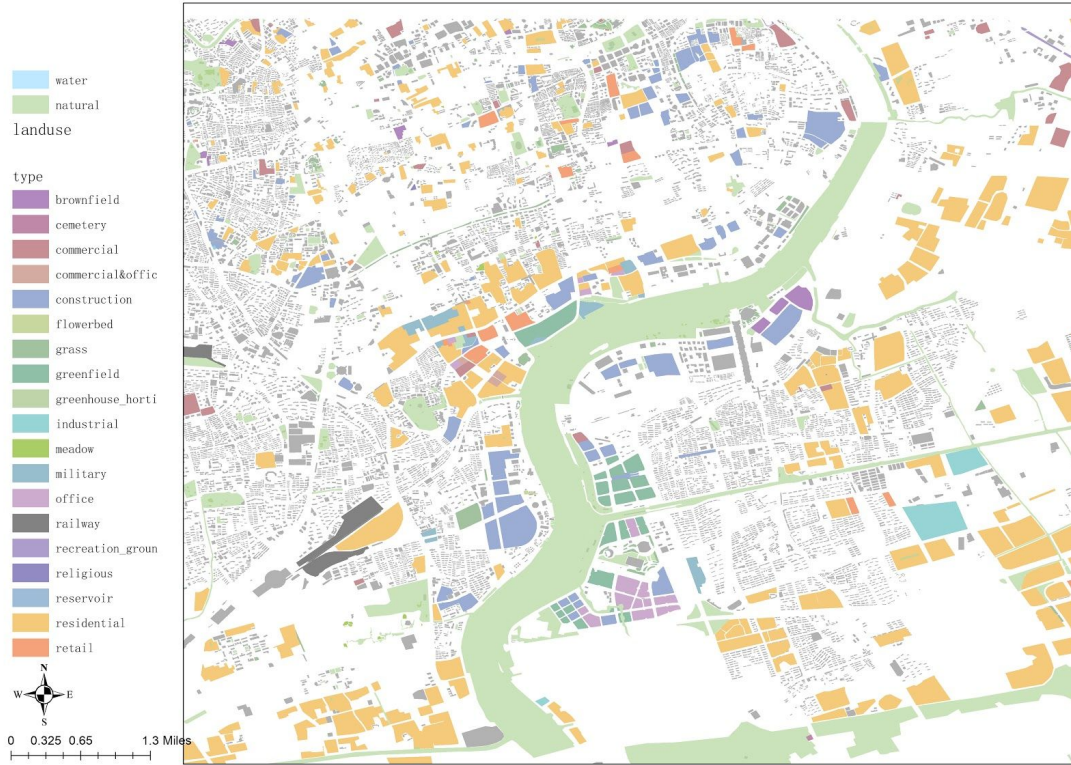 water
natural
landuse
type
brownfield
cemetery
commercial
commercial&offic
construction
flowerbed
grass
greenfield
greenhouse_horti
industrial
meadow
military
office
railway
recreation_groun
religious
reservoir
residential
retail
N
W E
S
0 0.325 0.65 1.3 Miles